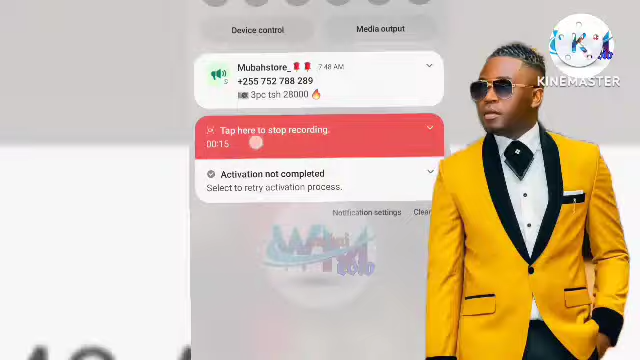 Device control
Media output
Mubahstore_ 7:48 AM
+255 752 788 289
3pc tsh 28000 🔥
Tap here to stop recording.
00:15
Activation not completed
Select to retry activation process.
Notification settings
Clear
K
KINEMASTER